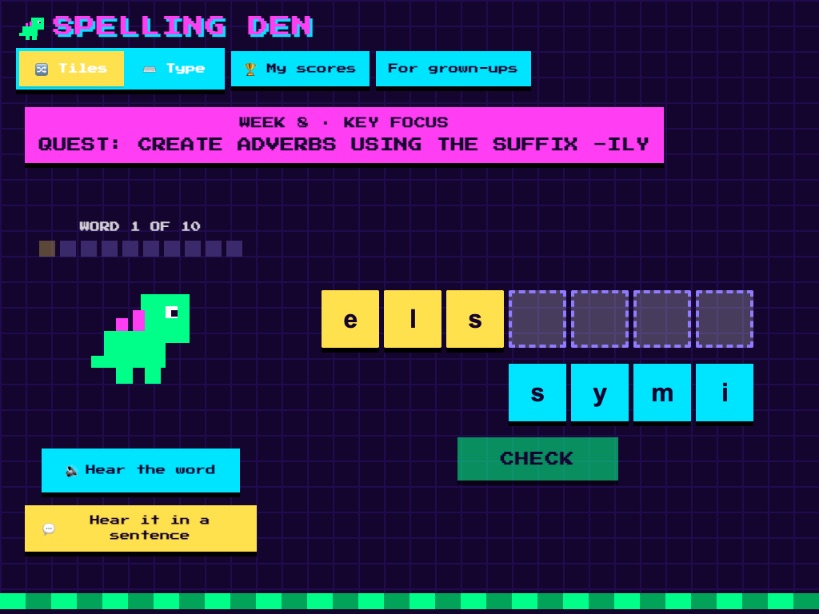 SPELLING DEN
Tiles Type My scores For grown-ups
WEEK 8 · KEY FOCUS
QUEST: CREATE ADVERBS USING THE SUFFIX -ILY
WORD 1 OF 10
e l s
s y m i
CHECK
Hear the word
Hear it in a
sentence